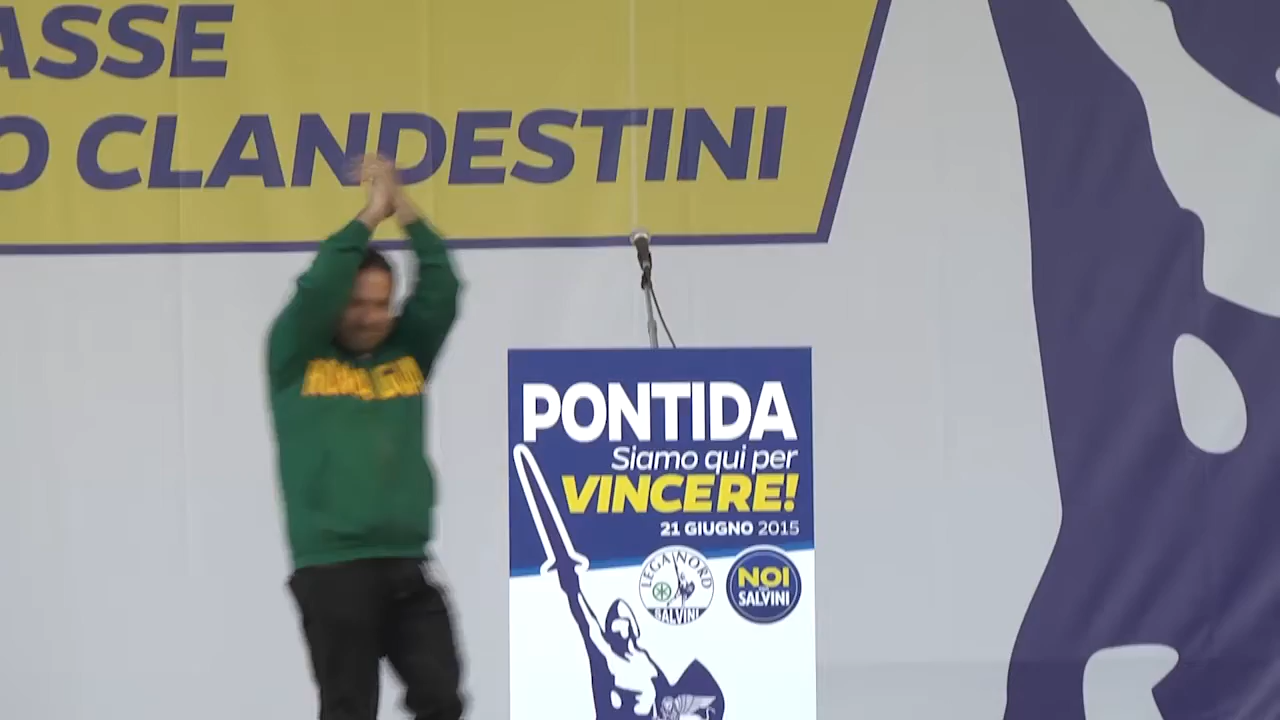 ASSE
O CLANDESTINI
PONTIDA
Siamo qui per
VINCERE!
21 GIUGNO 2015
LEGA NORD
SALVINI
NOI
SALVINI